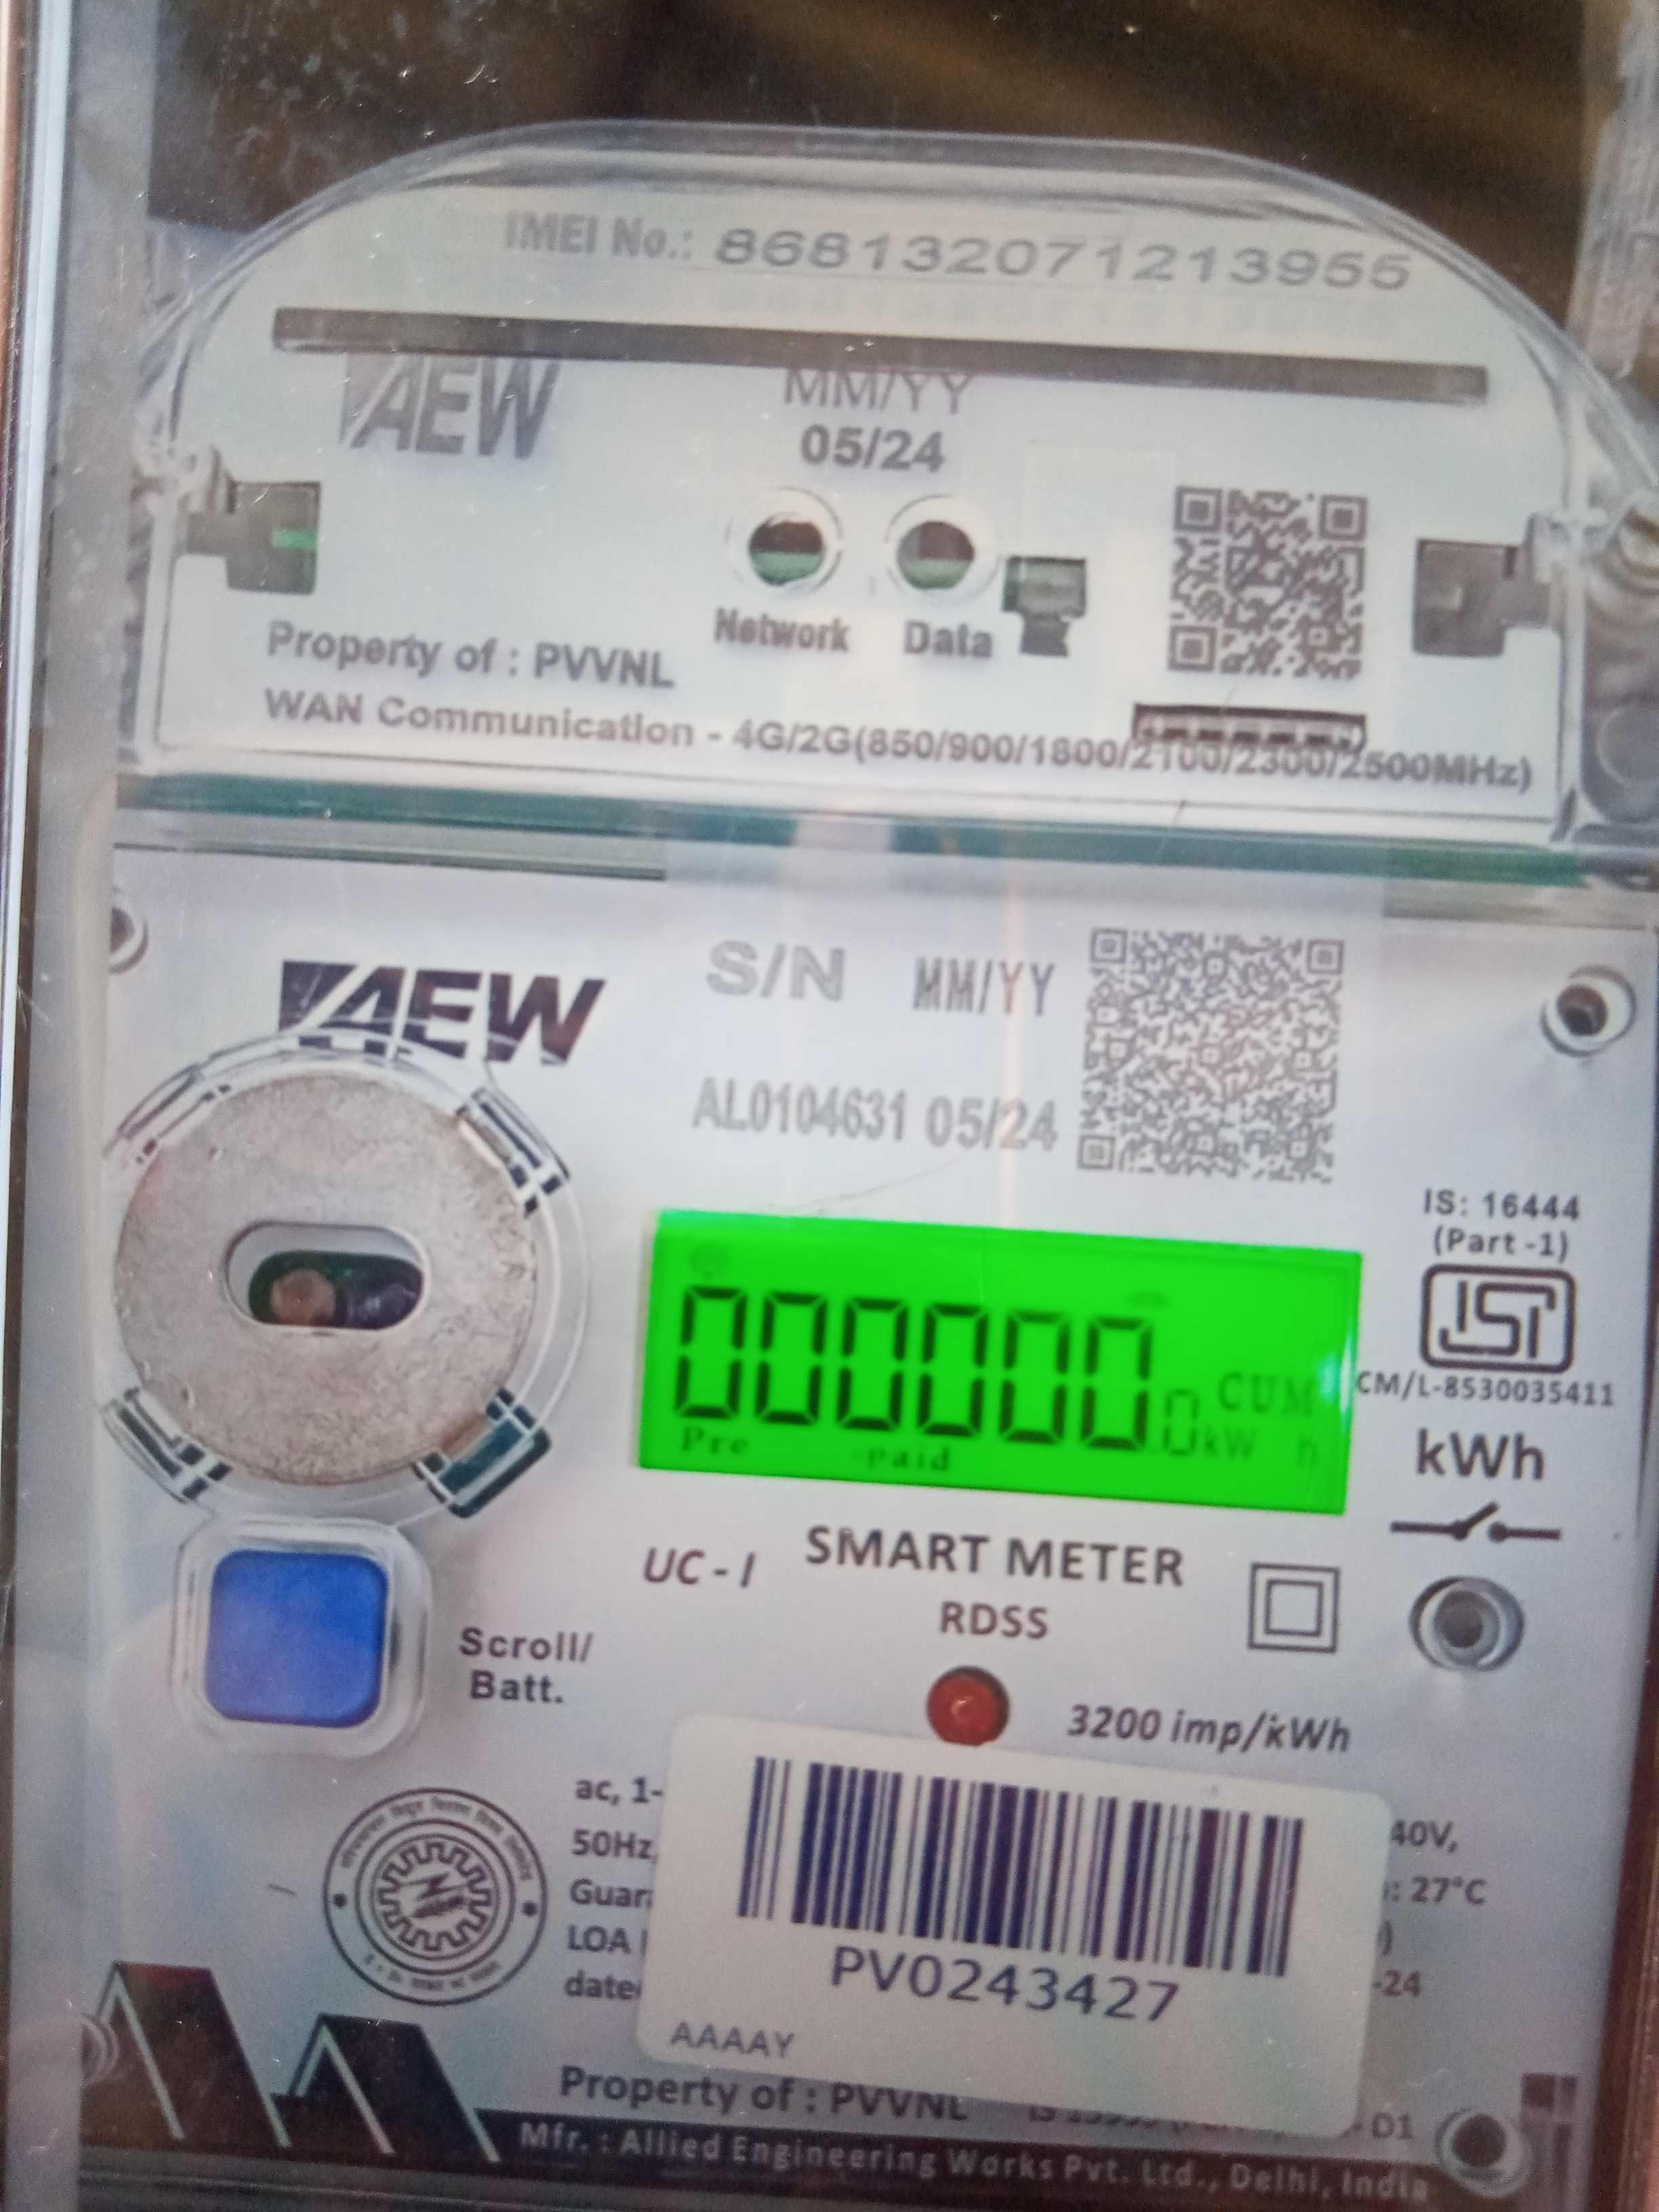 IMEI No.: 868132071213955
AEW
MM/YY
05/24
Network Data
Property of : PVVNL
WAN Communication - 4G/2G(850/900/1800/2100/2300/2500MHz)
AEW
S/N MM/YY
AL0104631 05/24
IS: 16444
(Part -1)
ISI
CM/L-8530035411
000000.0 kW h CUM
Pre -paid
kWh
UC - I SMART METER
RDSS
Scroll/
Batt.
3200 imp/kWh
ac, 1- 40V,
50Hz, : 27°C
LOA )
-24
PV0243427
AAAAY
Property of : PVVNL - D1
Mfr. : Allied Engineering Works Pvt. Ltd., Delhi, India